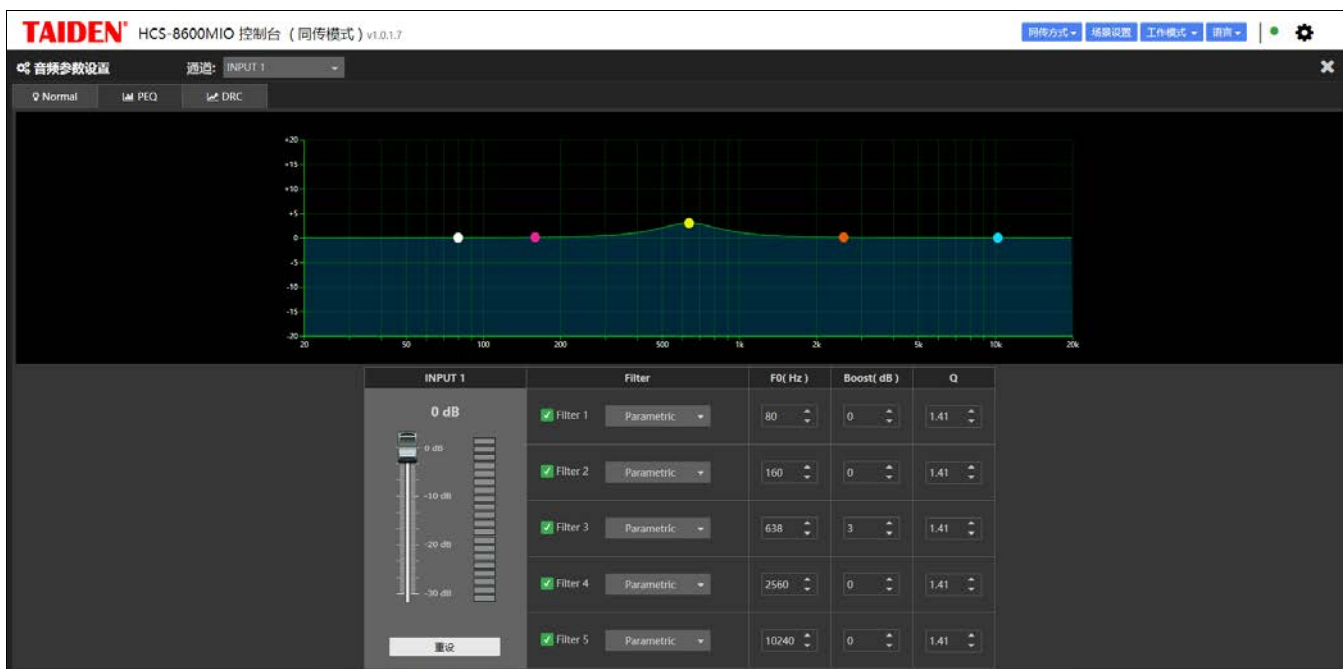 TAIDEN® HCS-8600MIO 控制台 ( 同传模式 ) v1.0.1.7
同传方式 场景设置 工作模式 语言
音频参数设置 通道: INPUT 1
Normal PEQ DRC
+20
+15
+10
+5
0
-5
-10
-15
-20
20 50 100 200 500 1k 2k 5k 10k 20k
INPUT 1 Filter F0( Hz ) Boost( dB ) Q
0 dB
0 dB
-10 dB
-20 dB
-30 dB
重设
Filter 1 Parametric 80 0 1.41
Filter 2 Parametric 160 0 1.41
Filter 3 Parametric 638 3 1.41
Filter 4 Parametric 2560 0 1.41
Filter 5 Parametric 10240 0 1.41